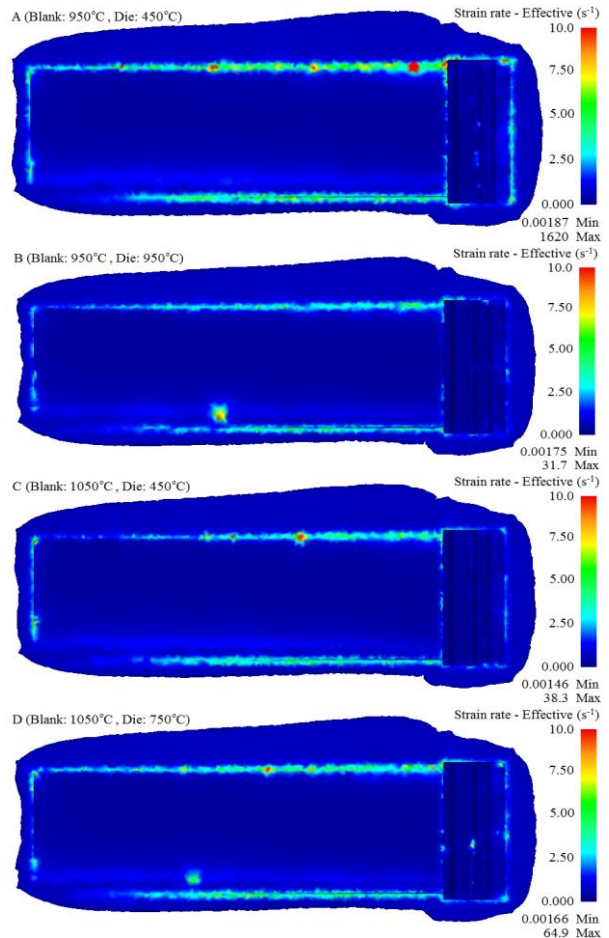 A (Blank: 950°C , Die: 450°C)
Strain rate - Effective (s⁻¹)
10.0
7.50
5.00
2.50
0.000
0.00187 Min
1620 Max
B (Blank: 950°C , Die: 950°C)
Strain rate - Effective (s⁻¹)
10.0
7.50
5.00
2.50
0.000
0.00175 Min
31.7 Max
C (Blank: 1050°C , Die: 450°C)
Strain rate - Effective (s⁻¹)
10.0
7.50
5.00
2.50
0.000
0.00146 Min
38.3 Max
D (Blank: 1050°C , Die: 750°C)
Strain rate - Effective (s⁻¹)
10.0
7.50
5.00
2.50
0.000
0.00166 Min
64.9 Max